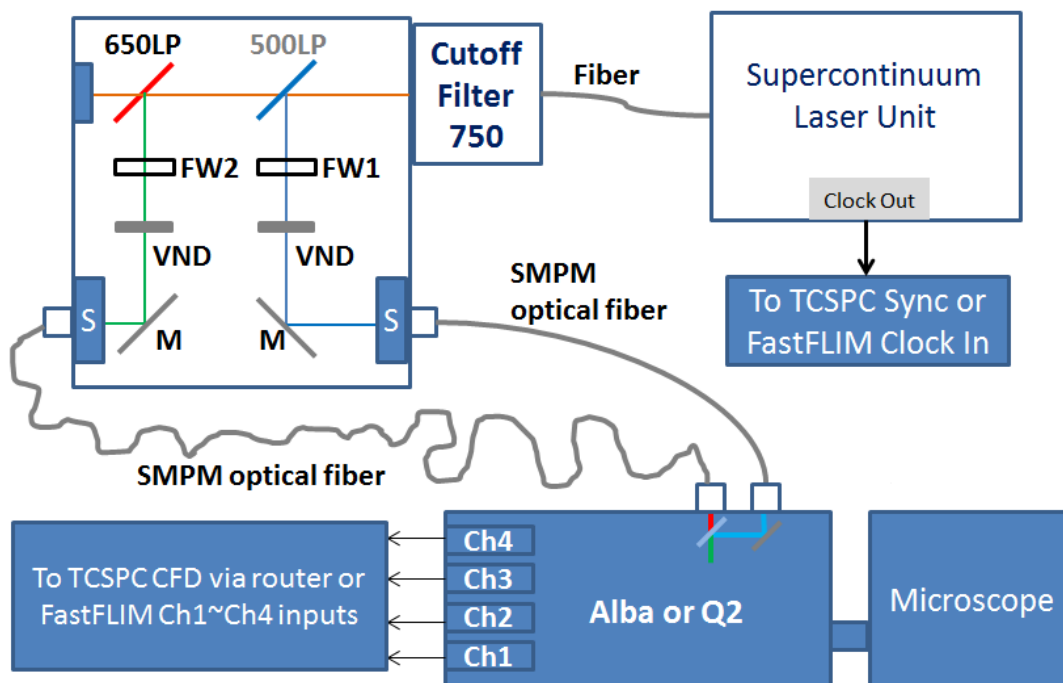 650LP
500LP
Cutoff
Filter
750
Fiber
Supercontinuum
Laser Unit
Clock Out
FW2
FW1
VND
VND
S
M
M
S
SMPM
optical fiber
To TCSPC Sync or
FastFLIM Clock In
SMPM optical fiber
To TCSPC CFD via router or
FastFLIM Ch1~Ch4 inputs
Ch4
Ch3
Ch2
Ch1
Alba or Q2
Microscope